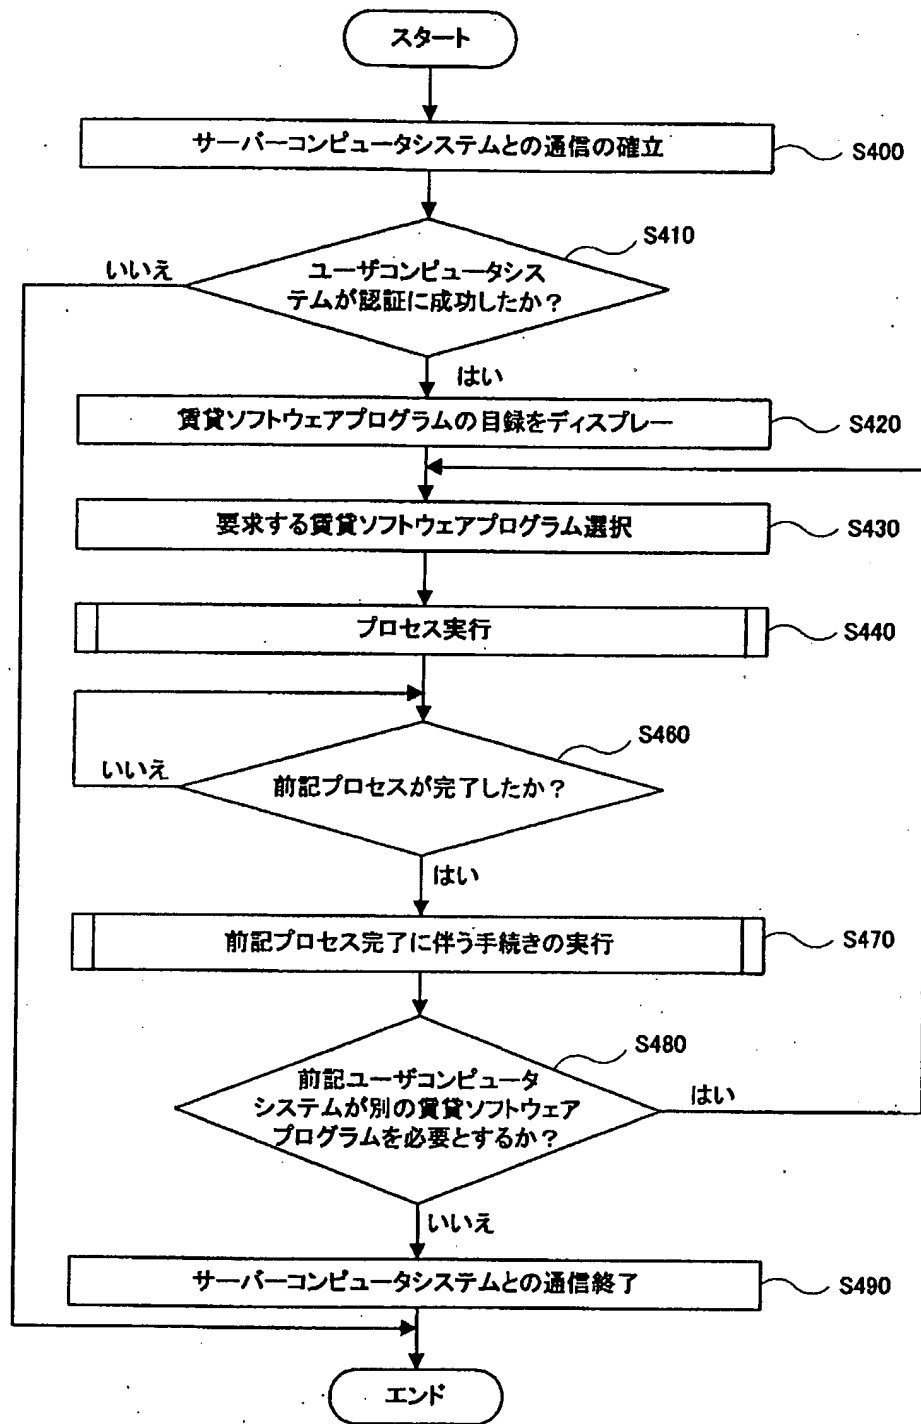 スタート
サーバーコンピュータシステムとの通信の確立
S400
S410
いいえ
ユーザコンピュータシス
テムが認証に成功したか？
はい
賃貸ソフトウェアプログラムの目録をディスプレー
S420
要求する賃貸ソフトウェアプログラム選択
S430
プロセス実行
S440
S460
いいえ
前記プロセスが完了したか？
はい
前記プロセス完了に伴う手続きの実行
S470
S480
前記ユーザコンピュータ
システムが別の賃貸ソフトウェア
プログラムを必要とするか？
はい
いいえ
サーバーコンピュータシステムとの通信終了
S490
エンド